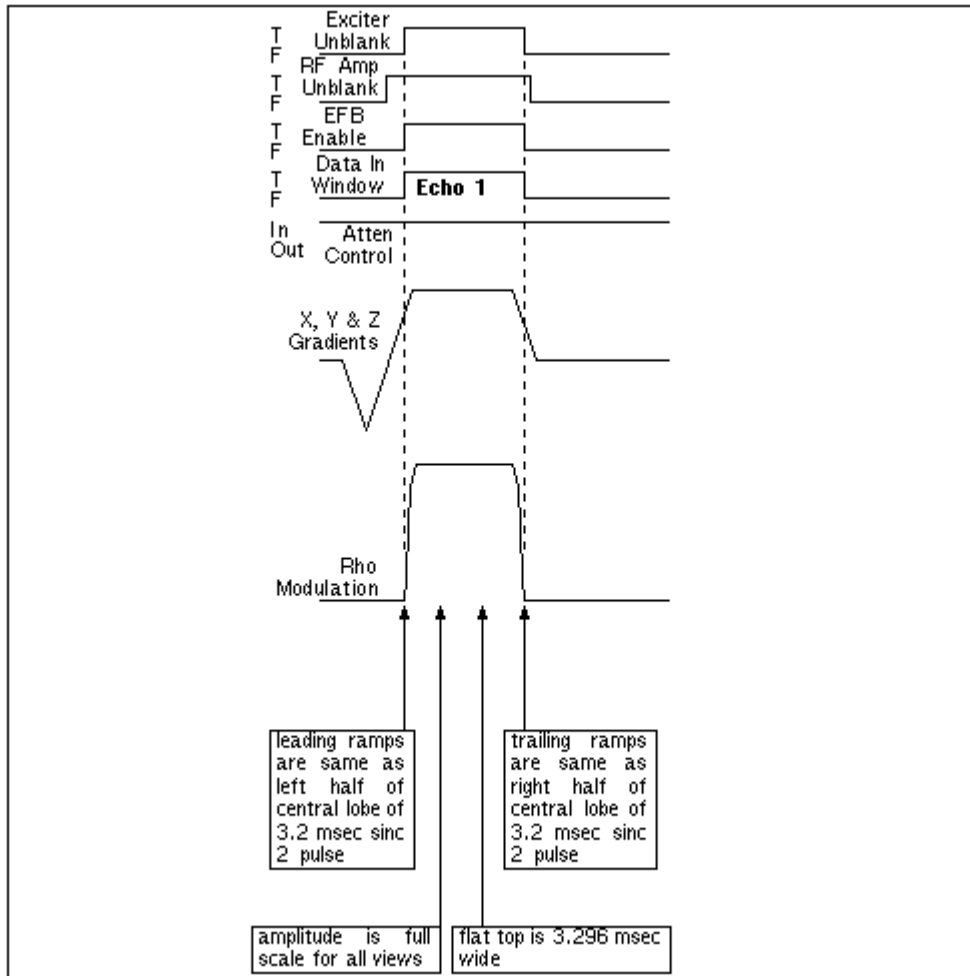 Exciter
T Unblank
F
RF Amp
T Unblank
F
EFB
T Enable
F
Data In
T Window Echo 1
F
In Atten
Out Control
X, Y & Z
Gradients
Rho
Modulation
leading ramps
are same as
left half of
central lobe of
3.2 msec sinc
2 pulse
trailing ramps
are same as
right half of
central lobe of
3.2 msec sinc
2 pulse
amplitude is full
scale for all views
flat top is 3.296 msec
wide